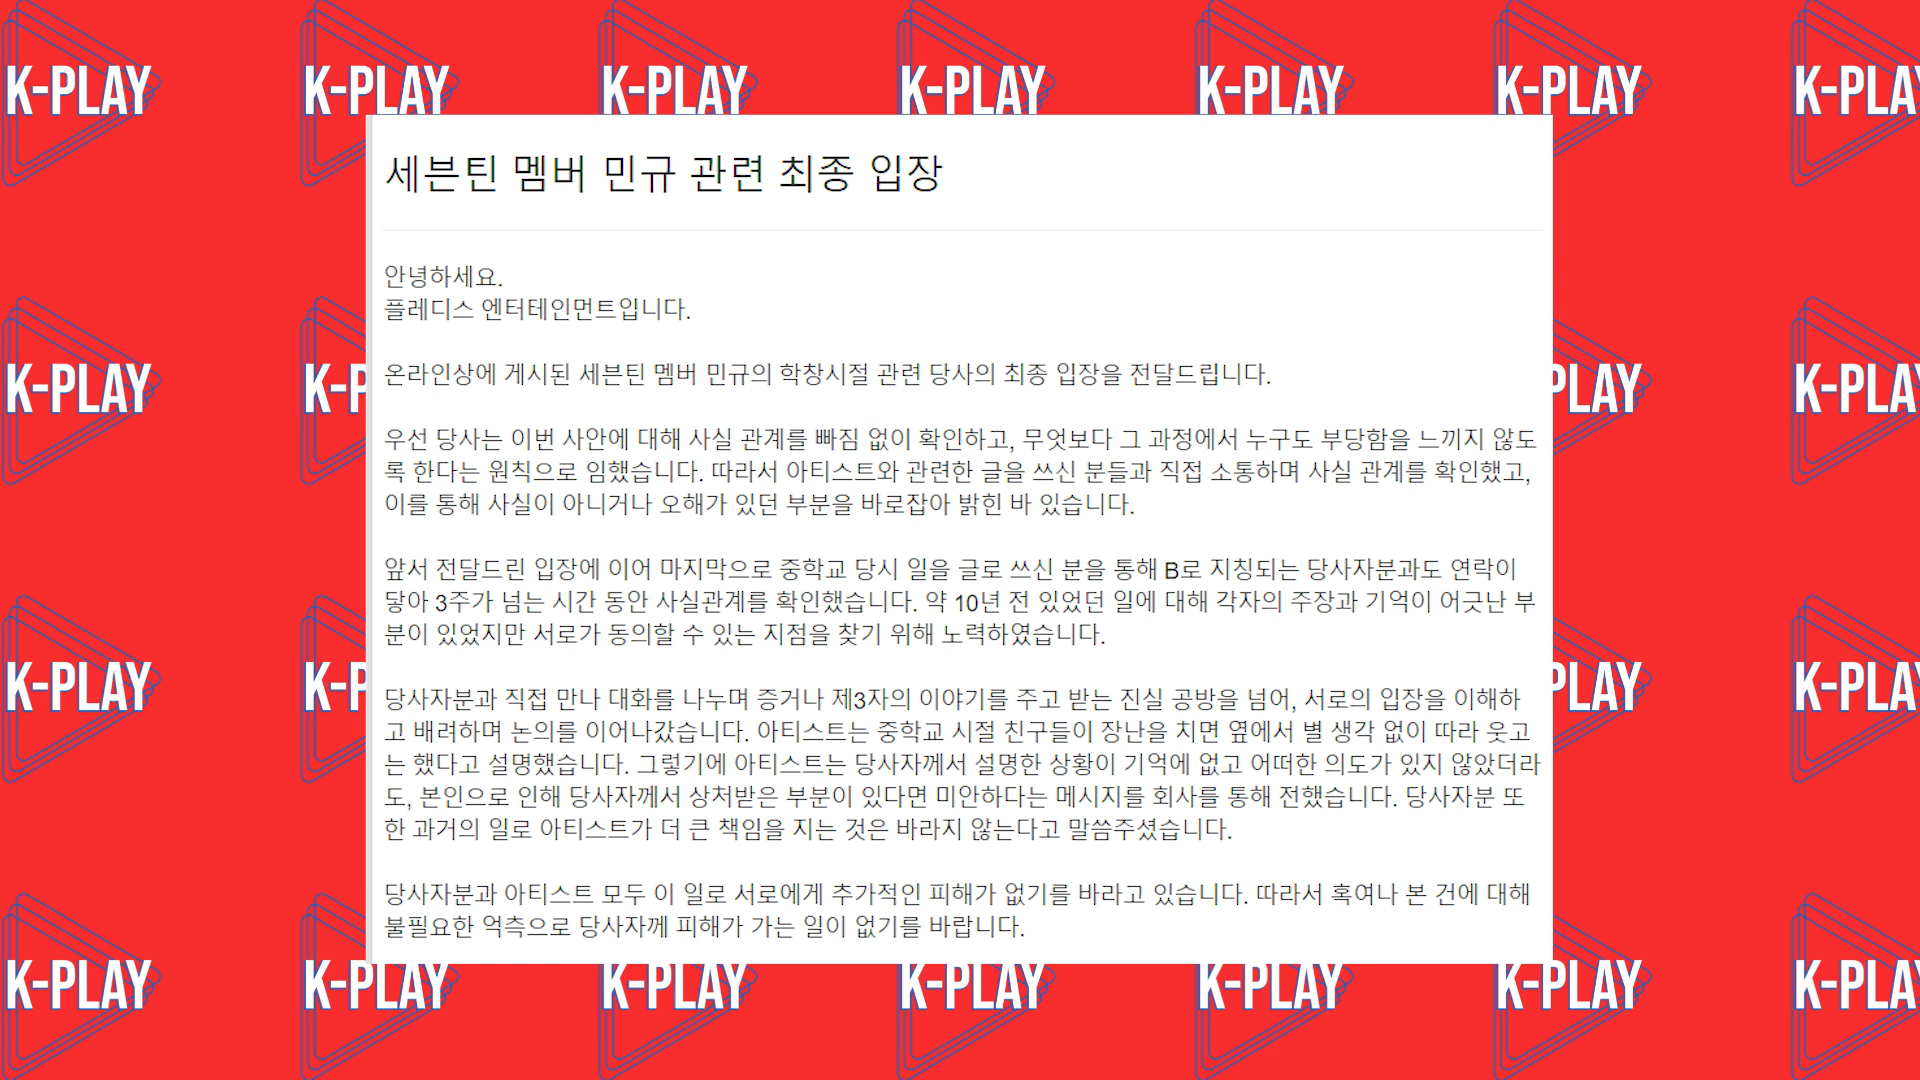 K-PLAY K-PLAY K-PLAY K-PLAY K-PLAY K-PLAY K-PLA
세븐틴 멤버 민규 관련 최종 입장
안녕하세요.
플레디스 엔터테인먼트입니다.
온라인상에 게시된 세븐틴 멤버 민규의 학창시절 관련 당사의 최종 입장을 전달드립니다.
우선 당사는 이번 사안에 대해 사실 관계를 빠짐 없이 확인하고, 무엇보다 그 과정에서 누구도 부당함을 느끼지 않도
록 한다는 원칙으로 임했습니다. 따라서 아티스트와 관련한 글을 쓰신 분들과 직접 소통하며 사실 관계를 확인했고,
이를 통해 사실이 아니거나 오해가 있던 부분을 바로잡아 밝힌 바 있습니다.
앞서 전달드린 입장에 이어 마지막으로 중학교 당시 일을 글로 쓰신 분을 통해 B로 지칭되는 당사자분과도 연락이
닿아 3주가 넘는 시간 동안 사실관계를 확인했습니다. 약 10년 전 있었던 일에 대해 각자의 주장과 기억이 어긋난 부
분이 있었지만 서로가 동의할 수 있는 지점을 찾기 위해 노력하였습니다.
당사자분과 직접 만나 대화를 나누며 증거나 제3자의 이야기를 주고 받는 진실 공방을 넘어, 서로의 입장을 이해하
고 배려하며 논의를 이어나갔습니다. 아티스트는 중학교 시절 친구들이 장난을 치면 옆에서 별 생각 없이 따라 웃고
는 했다고 설명했습니다. 그렇기에 아티스트는 당사자께서 설명한 상황이 기억에 없고 어떠한 의도가 있지 않았더라
도, 본인으로 인해 당사자께서 상처받은 부분이 있다면 미안하다는 메시지를 회사를 통해 전했습니다. 당사자분 또
한 과거의 일로 아티스트가 더 큰 책임을 지는 것은 바라지 않는다고 말씀주셨습니다.
당사자분과 아티스트 모두 이 일로 서로에게 추가적인 피해가 없기를 바라고 있습니다. 따라서 혹여나 본 건에 대해
불필요한 억측으로 당사자께 피해가 가는 일이 없기를 바랍니다.
K-PLAY K-P PLAY K-PLA
K-PLAY K-P PLAY K-PLA
K-PLAY K-PLAY K-PLAY K-PLAY K-PLAY K-PLAY K-PLA